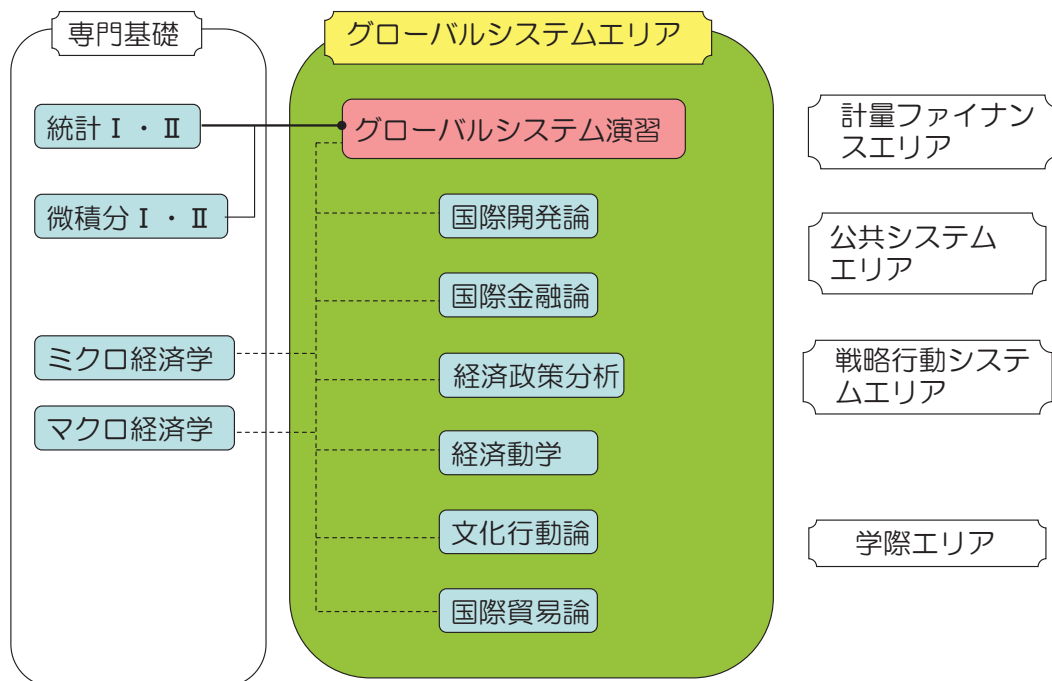 専門基礎
統計Ⅰ・Ⅱ
微積分Ⅰ・Ⅱ
ミクロ経済学
マクロ経済学
グローバルシステムエリア
グローバルシステム演習
国際開発論
国際金融論
経済政策分析
経済動学
文化行動論
国際貿易論
計量ファイナン
スエリア
公共システム
エリア
戦略行動システ
ムエリア
学際エリア